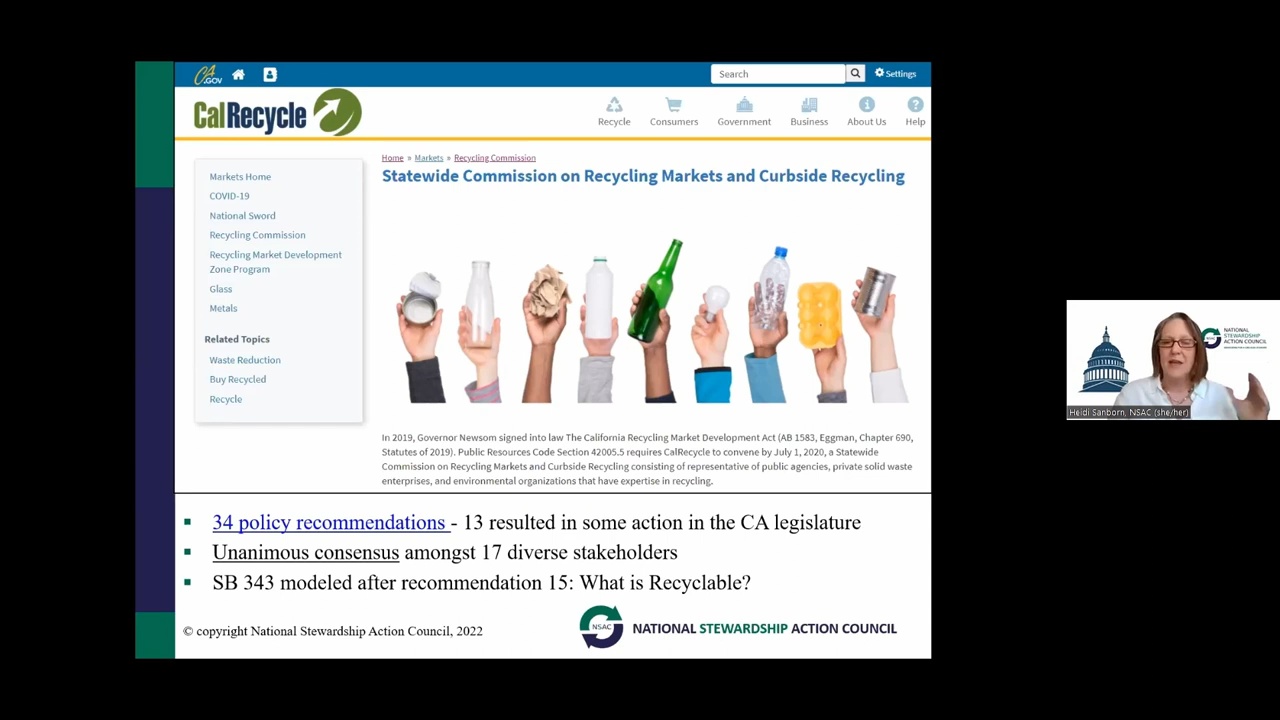 CA.GOV
Search
Settings
CalRecycle
Recycle
Consumers
Government
Business
About Us
Help
Markets Home
COVID-19
National Sword
Recycling Commission
Recycling Market Development
Zone Program
Glass
Metals
Related Topics
Waste Reduction
Buy Recycled
Recycle
Home » Markets » Recycling Commission
Statewide Commission on Recycling Markets and Curbside Recycling
In 2019, Governor Newsom signed into law The California Recycling Market Development Act (AB 1583, Eggman, Chapter 690,
Statutes of 2019). Public Resources Code Section 42005.5 requires CalRecycle to convene by July 1, 2020, a Statewide
Commission on Recycling Markets and Curbside Recycling consisting of representative of public agencies, private solid waste
enterprises, and environmental organizations that have expertise in recycling.
34 policy recommendations - 13 resulted in some action in the CA legislature
Unanimous consensus amongst 17 diverse stakeholders
SB 343 modeled after recommendation 15: What is Recyclable?
© copyright National Stewardship Action Council, 2022
NSAC
NATIONAL STEWARDSHIP ACTION COUNCIL
NATIONAL
STEWARDSHIP
ACTION COUNCIL
Heidi Sanborn, NSAC (she/her)